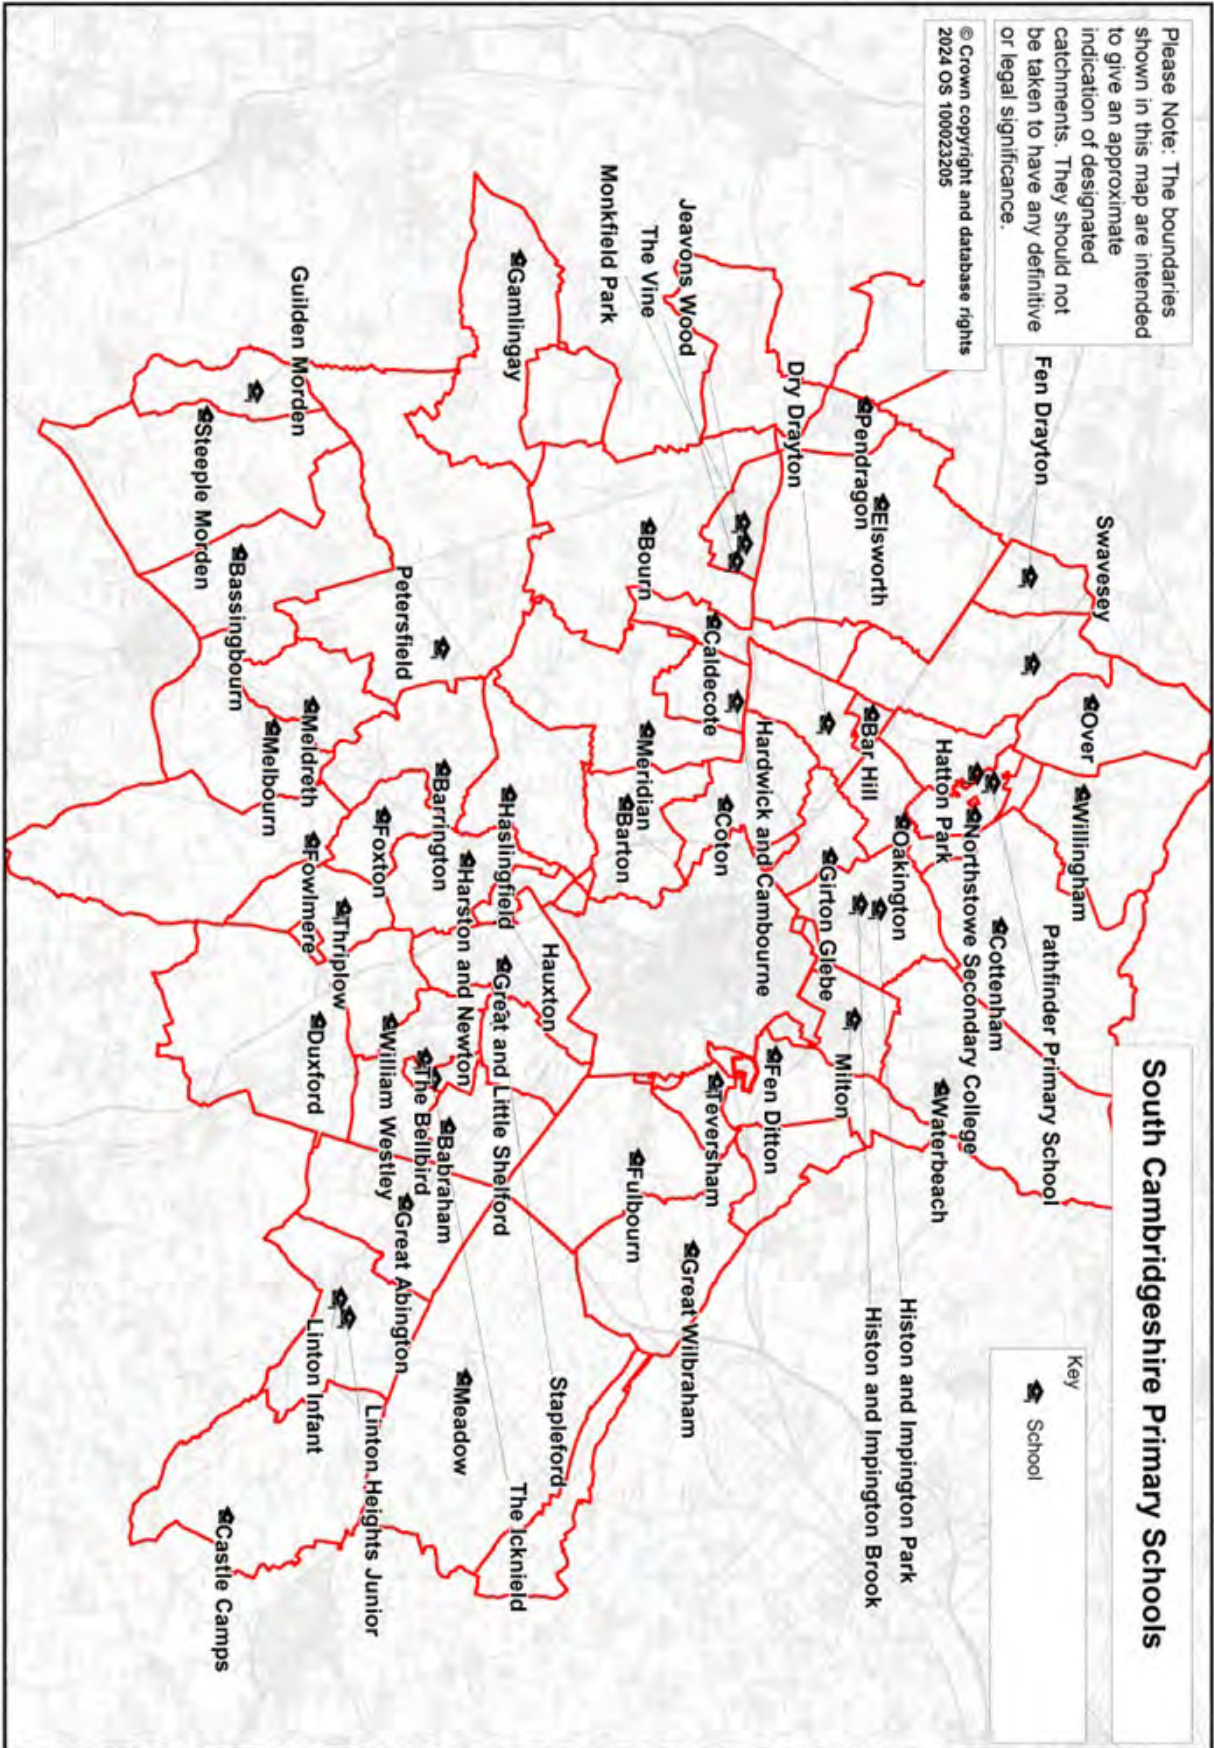 South Cambridgeshire Primary Schools
Please Note: The boundaries
shown in this map are intended
to give an approximate
indication of designated
catchments. They should not
be taken to have any definitive
or legal significance.
© Crown copyright and database rights
2024 OS 100023205
Key
School
Swavesey
Over
Willingham
Fen Drayton
Pathfinder Primary School
Cottenham
Northstowe Secondary College
Hatton Park
Waterbeach
Oakington
Histon and Impington Park
Histon and Impington Brook
Elsworth
Pendragon
Bar Hill
Milton
Girton Glebe
Dry Drayton
Fen Ditton
Hardwick and Cambourne
Coton
Teversham
Caldecote
Great Wilbraham
Jeavons Wood
The Vine
Monkfield Park
Bourn
Meridian
Barton
Fulbourn
Stapleford
Hauxton
The Icknield
Gamlingay
Haslingfield
Great and Little Shelford
Harston and Newton
Meadow
Barrington
Babraham
The Bellbird
Petersfield
Great Abington
William Westley
Foxton
Linton Heights Junior
Thriplow
Fowlmere
Duxford
Linton Infant
Meldreth
Guilden Morden
Melbourn
Bassingbourn
Castle Camps
Steeple Morden